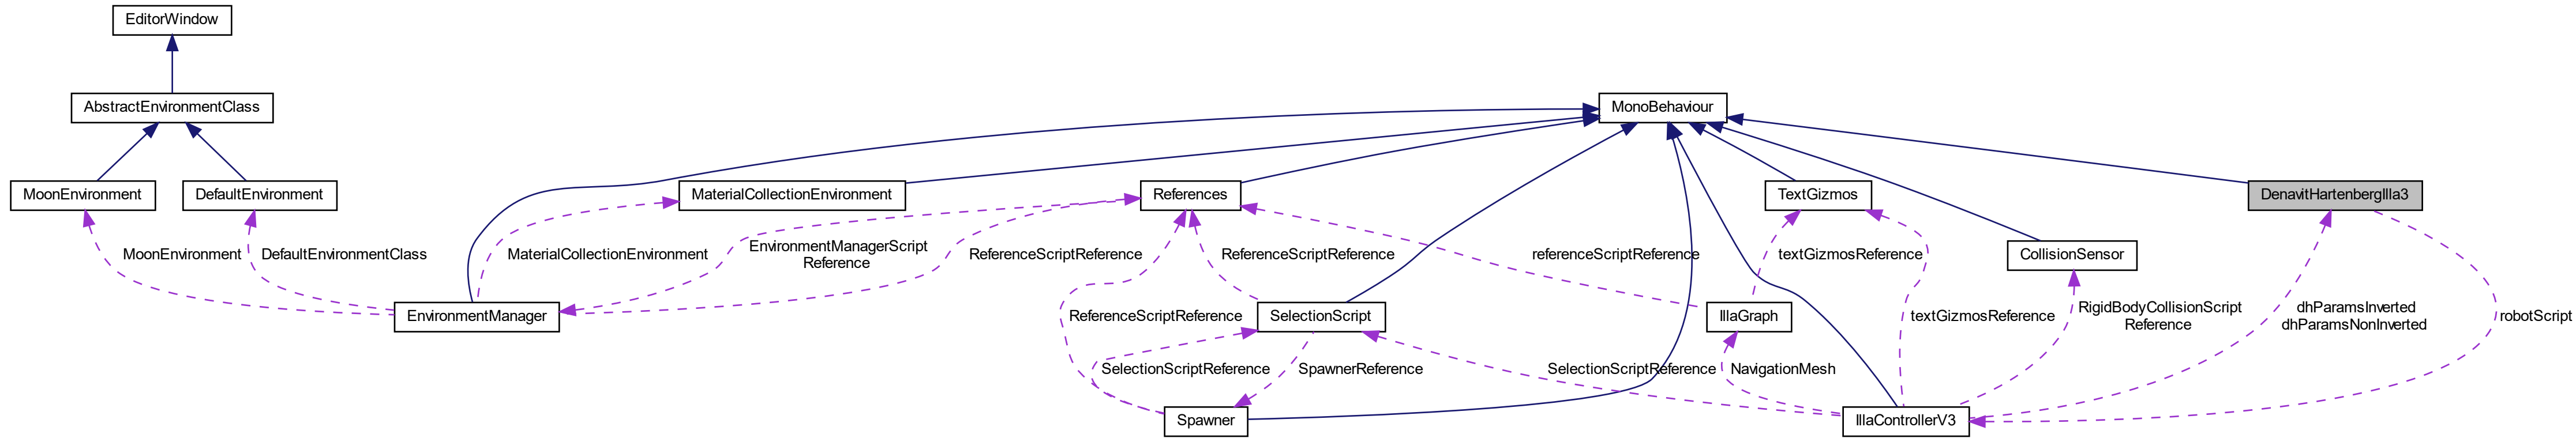 EditorWindow
AbstractEnvironmentClass
MonoBehaviour
MoonEnvironment
DefaultEnvironment
MaterialCollectionEnvironment
References
TextGizmos
DenavitHartenbergIlla3
MoonEnvironment
DefaultEnvironmentClass
MaterialCollectionEnvironment
EnvironmentManagerScript
Reference
ReferenceScriptReference
ReferenceScriptReference
referenceScriptReference
textGizmosReference
CollisionSensor
EnvironmentManager
ReferenceScriptReference
SelectionScript
IllaGraph
textGizmosReference
RigidBodyCollisionScript
Reference
dhParamsInverted
dhParamsNonInverted
robotScript
SelectionScriptReference
SpawnerReference
SelectionScriptReference
NavigationMesh
Spawner
IllaControllerV3